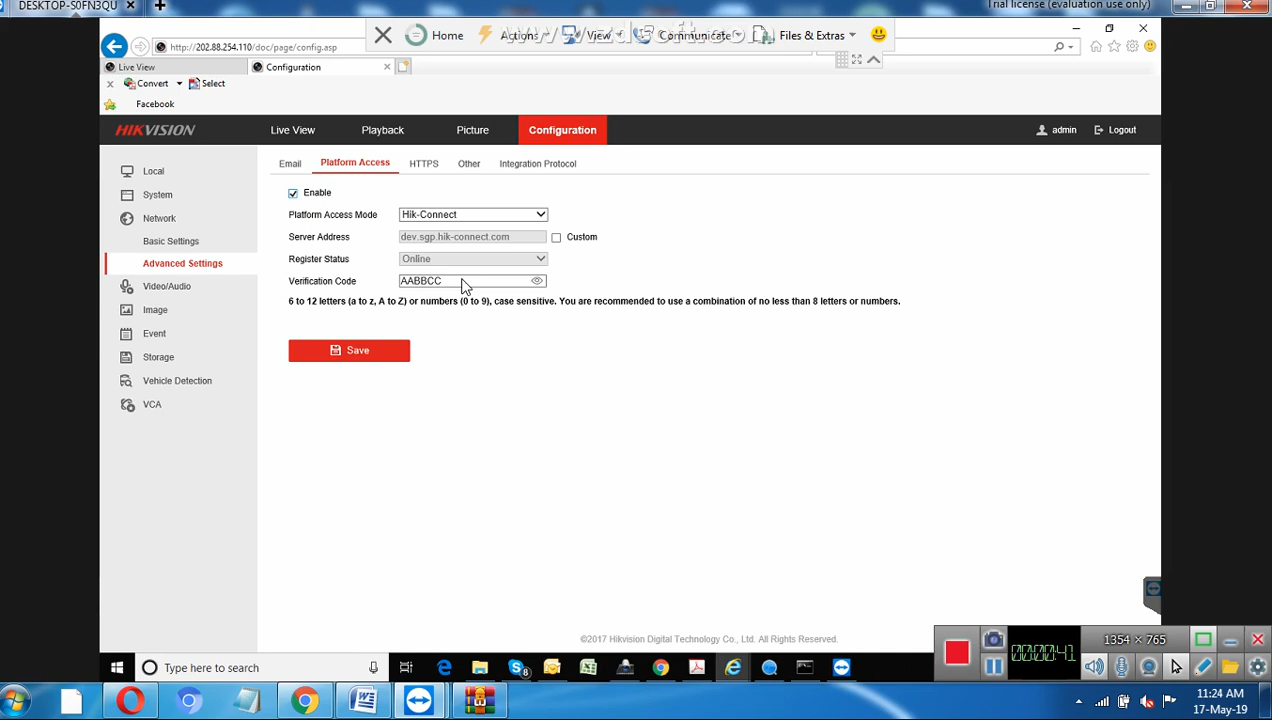 DESKTOP-S0FN3QU
Trial license (evaluation use only)
http://202.88.254.110/doc/page/config.asp
Home
Actions
View
Communicate
Files & Extras
www.wzdsoft.com
Live View
Configuration
Convert
Select
Facebook
HIKVISION
Live View
Playback
Picture
Configuration
admin
Logout
Local
System
Network
Basic Settings
Advanced Settings
Video/Audio
Image
Event
Storage
Vehicle Detection
VCA
Email
Platform Access
HTTPS
Other
Integration Protocol
Enable
Platform Access Mode
Hik-Connect
Server Address
dev.sgp.hik-connect.com
Custom
Register Status
Online
Verification Code
AABBCC
6 to 12 letters (a to z, A to Z) or numbers (0 to 9), case sensitive. You are recommended to use a combination of no less than 8 letters or numbers.
Save
©2017 Hikvision Digital Technology Co., Ltd. All Rights Reserved.
00:00:41
1354 × 765
Type here to search
11:24 AM
17-May-19